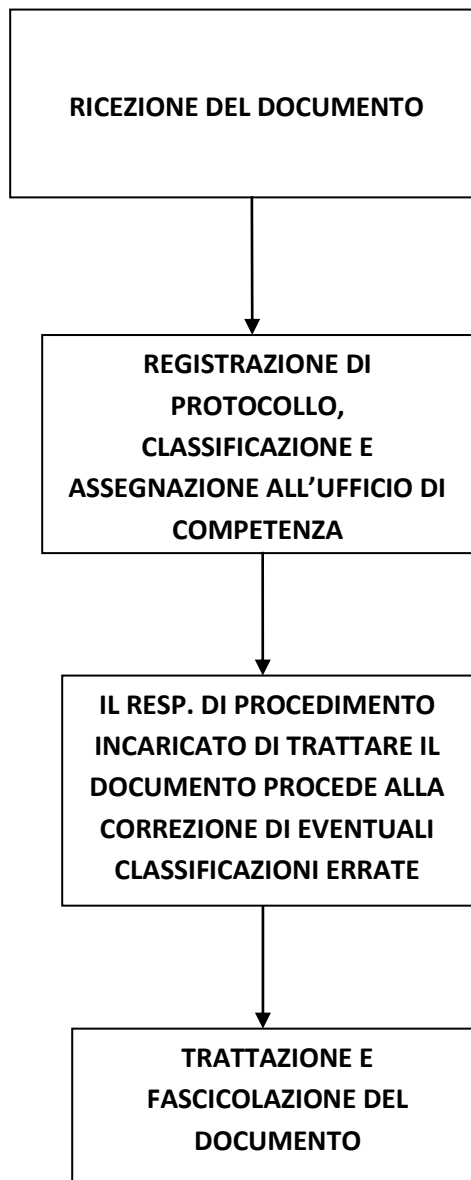 RICEZIONE DEL DOCUMENTO
REGISTRAZIONE DI
PROTOCOLLO,
CLASSIFICAZIONE E
ASSEGNAZIONE ALL’UFFICIO DI
COMPETENZA
IL RESP. DI PROCEDIMENTO
INCARICATO DI TRATTARE IL
DOCUMENTO PROCEDE ALLA
CORREZIONE DI EVENTUALI
CLASSIFICAZIONI ERRATE
TRATTAZIONE E
FASCICOLAZIONE DEL
DOCUMENTO